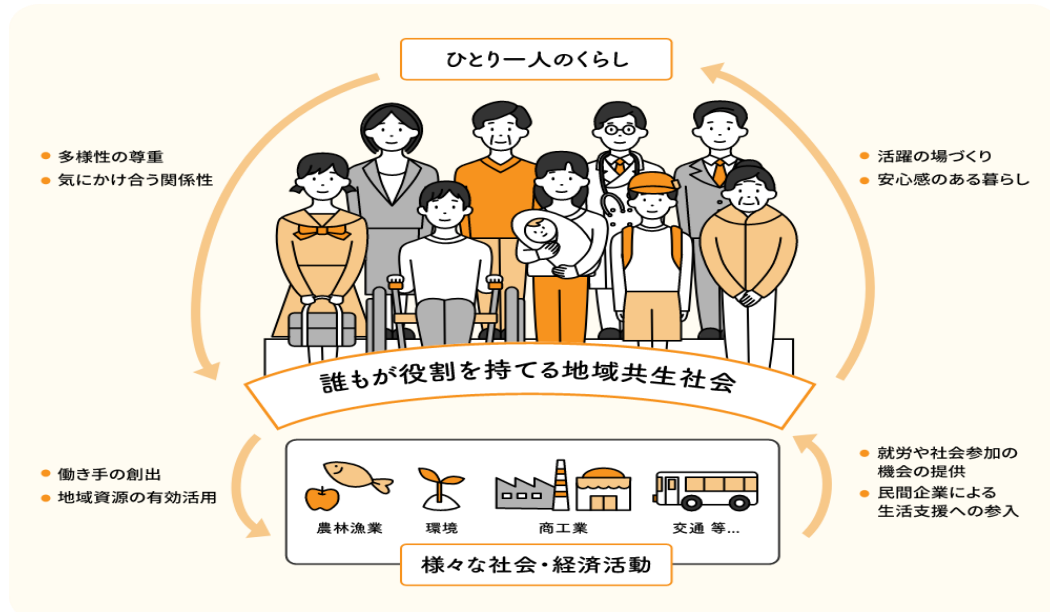 ひとり一人のくらし
多様性の尊重
気にかけ合う関係性
活躍の場づくり
安心感のある暮らし
誰もが役割を持てる地域共生社会
働き手の創出
地域資源の有効活用
就労や社会参加の
機会の提供
民間企業による
生活支援への参入
農林漁業
環境
商工業
交通 等...
様々な社会・経済活動